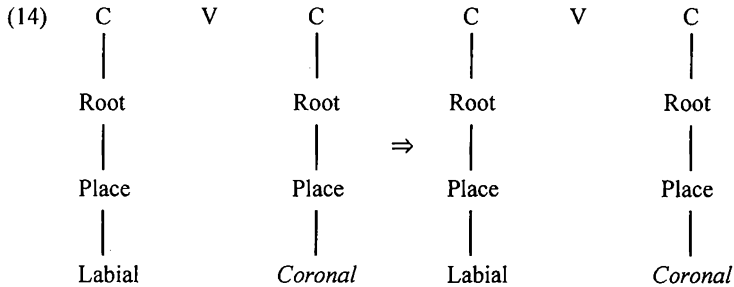 (14) C V C C V C
Root Root Root Root
⇒
Place Place Place Place
Labial Coronal Labial Coronal